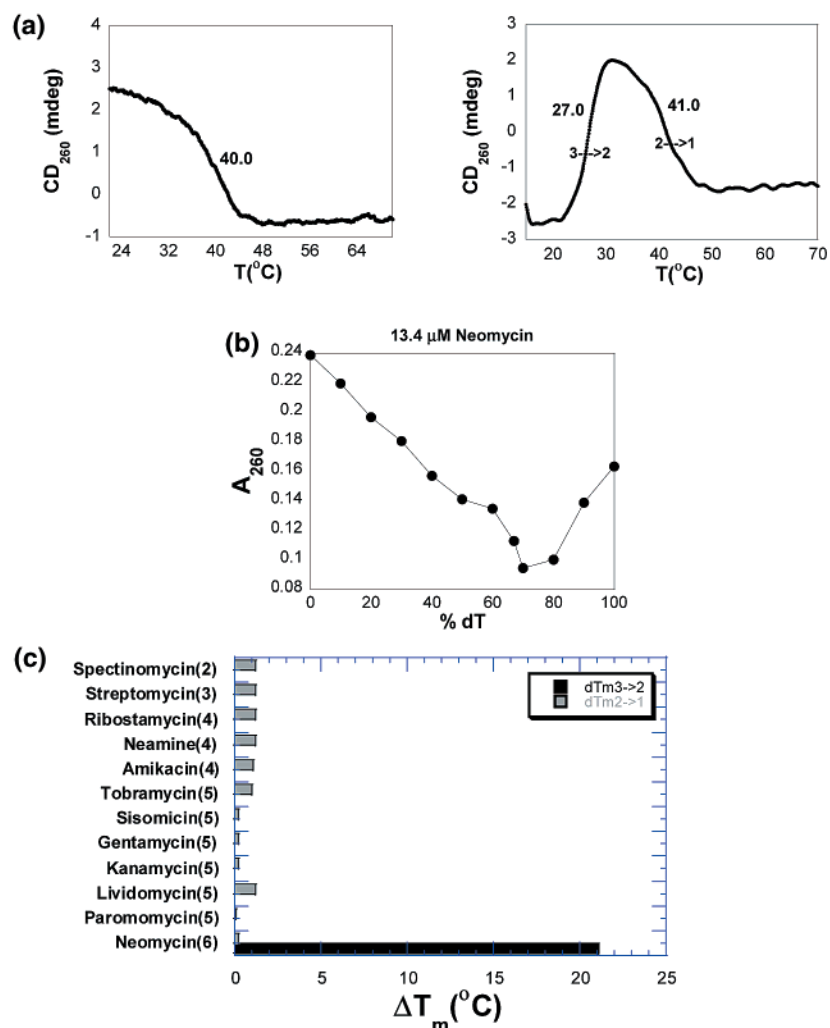 (a)
4
3
2
1
0
-1
CD260 (mdeg)
40.0
24 32 40 48 56 64
T(oC)
3
2
1
0
-1
-2
-3
CD260 (mdeg)
27.0
41.0
3--->2
2--->1
20 30 40 50 60 70
T(oC)
(b)
13.4 μM Neomycin
0.24
0.22
0.2
0.18
0.16
0.14
0.12
0.1
0.08
A260
0 20 40 60 80 100
% dT
(c)
Spectinomycin(2)
Streptomycin(3)
Ribostamycin(4)
Neamine(4)
Amikacin(4)
Tobramycin(5)
Sisomicin(5)
Gentamycin(5)
Kanamycin(5)
Lividomycin(5)
Paromomycin(5)
Neomycin(6)
dTm3->2
dTm2->1
0 5 10 15 20 25
ΔTm(oC)